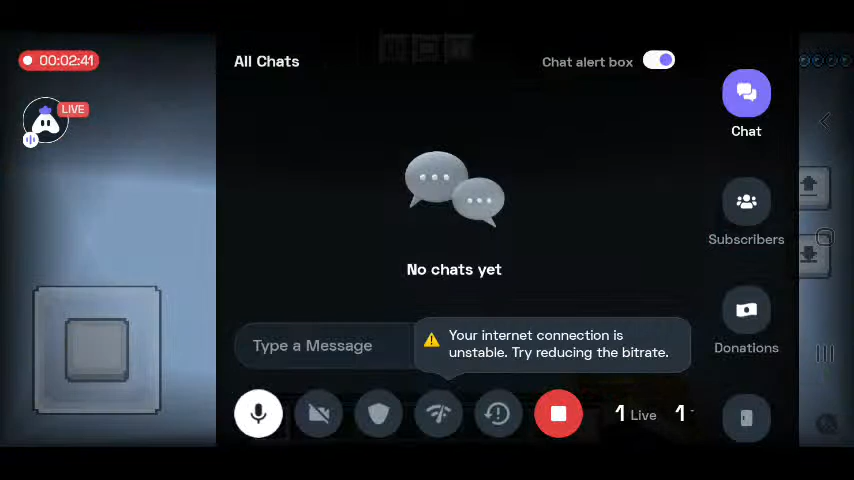 00:02:41
All Chats
Chat alert box
LIVE
Chat
Subscribers
No chats yet
Your internet connection is
unstable. Try reducing the bitrate.
Type a Message
Donations
1 Live 1